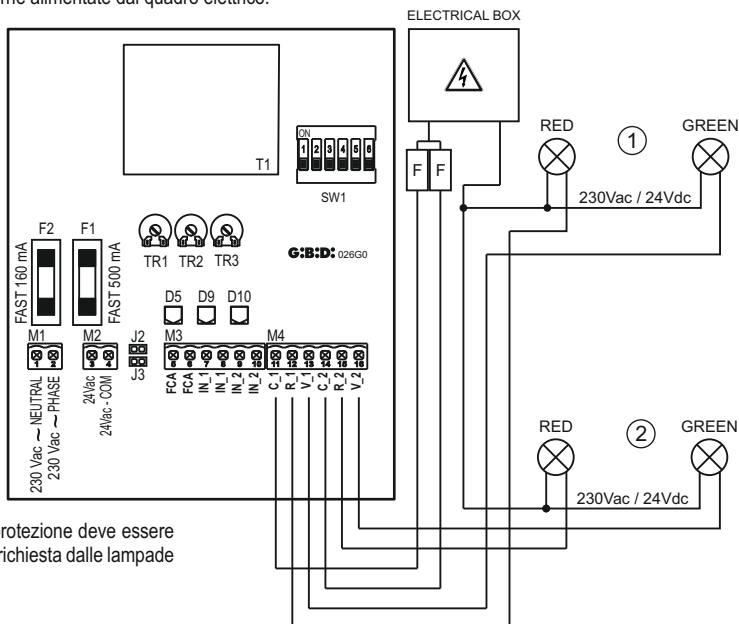 alimentate dal quadro elettrico.
ELECTRICAL BOX
ON
1 2 3 4 5 6
T1
SW1
F F
RED
1
GREEN
230Vac / 24Vdc
F2
F1
FAST 160 mA
FAST 500 mA
TR1 TR2 TR3
G:B:D: 026G0
D5 D9 D10
M1
M2
J2
J3
M3
M4
1 2
3 4
5 6 7 8 9 10
11 12 13 14 15 16
230 Vac ~ NEUTRAL
230 Vac ~ PHASE
24Vac
24Vac - COM
FCA
FCA
IN_1
IN_1
IN_2
IN_2
C_1
R_1
V_1
C_2
R_2
V_2
RED
2
GREEN
230Vac / 24Vdc
protezione deve essere
richiesta dalle lampade